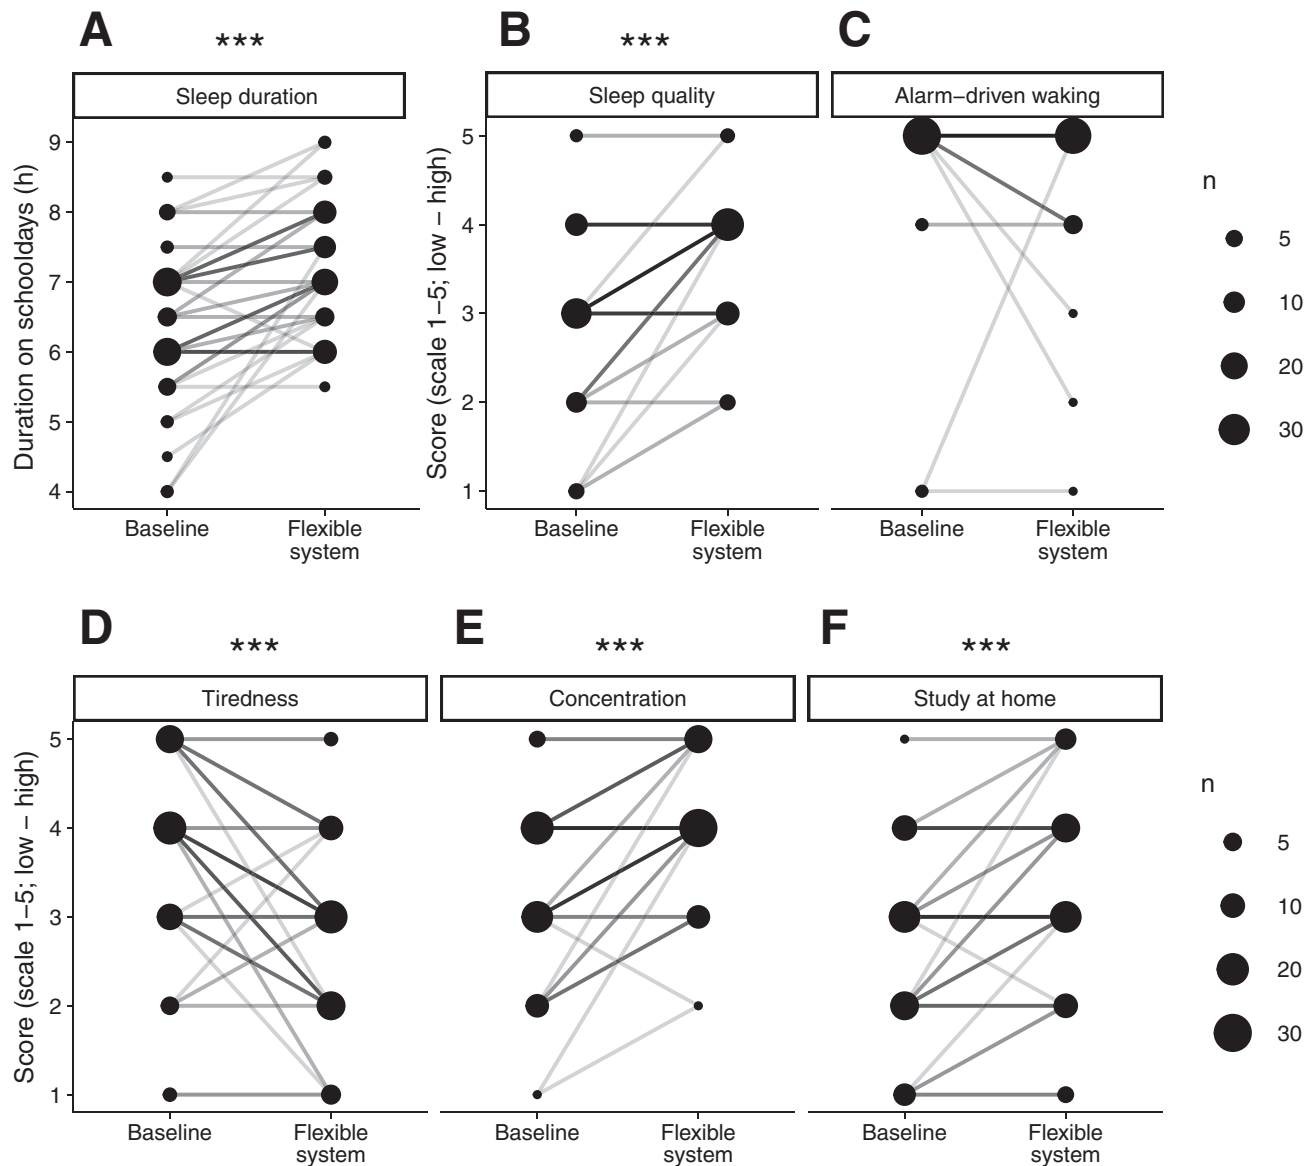 A
***
Sleep duration
Duration on schooldays (h)
9
8
7
6
5
4
Baseline
Flexible
system
B
***
Sleep quality
Score (scale 1–5; low – high)
5
4
3
2
1
Baseline
Flexible
system
C
Alarm–driven waking
Baseline
Flexible
system
n
5
10
20
30
D
***
Tiredness
Score (scale 1–5; low – high)
5
4
3
2
1
Baseline
Flexible
system
E
***
Concentration
Baseline
Flexible
system
F
***
Study at home
Baseline
Flexible
system
n
5
10
20
30